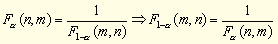 F_α(n,m) = 1/F_{1-α}(m,n) ⇒ F_{1-α}(m,n) = 1/F_α(n,m)